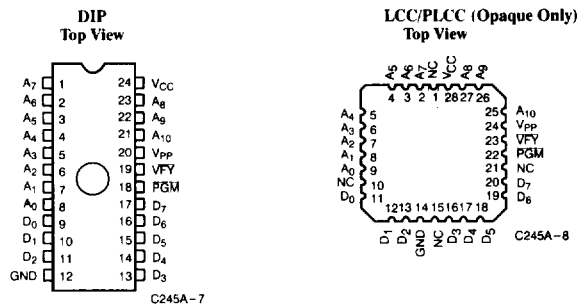 DIP
Top View
A7 1 24 VCC
A6 2 23 A8
A5 3 22 A9
A4 4 21 A10
A3 5 20 VPP
A2 6 19 VFY
A1 7 18 PGM
A0 8 17 D7
D0 9 16 D6
D1 10 15 D5
D2 11 14 D4
GND 12 13 D3
C245A-7
LCC/PLCC (Opaque Only)
Top View
A5 A6 A7 NC VCC A8 A9
4 3 2 1 28 27 26
A4 5 25 A10
A3 6 24 VPP
A2 7 23 VFY
A1 8 22 PGM
A0 9 21 NC
NC 10 20 D7
D0 11 19 D6
12 13 14 15 16 17 18
D1 D2 GND NC D3 D4 D5
C245A-8